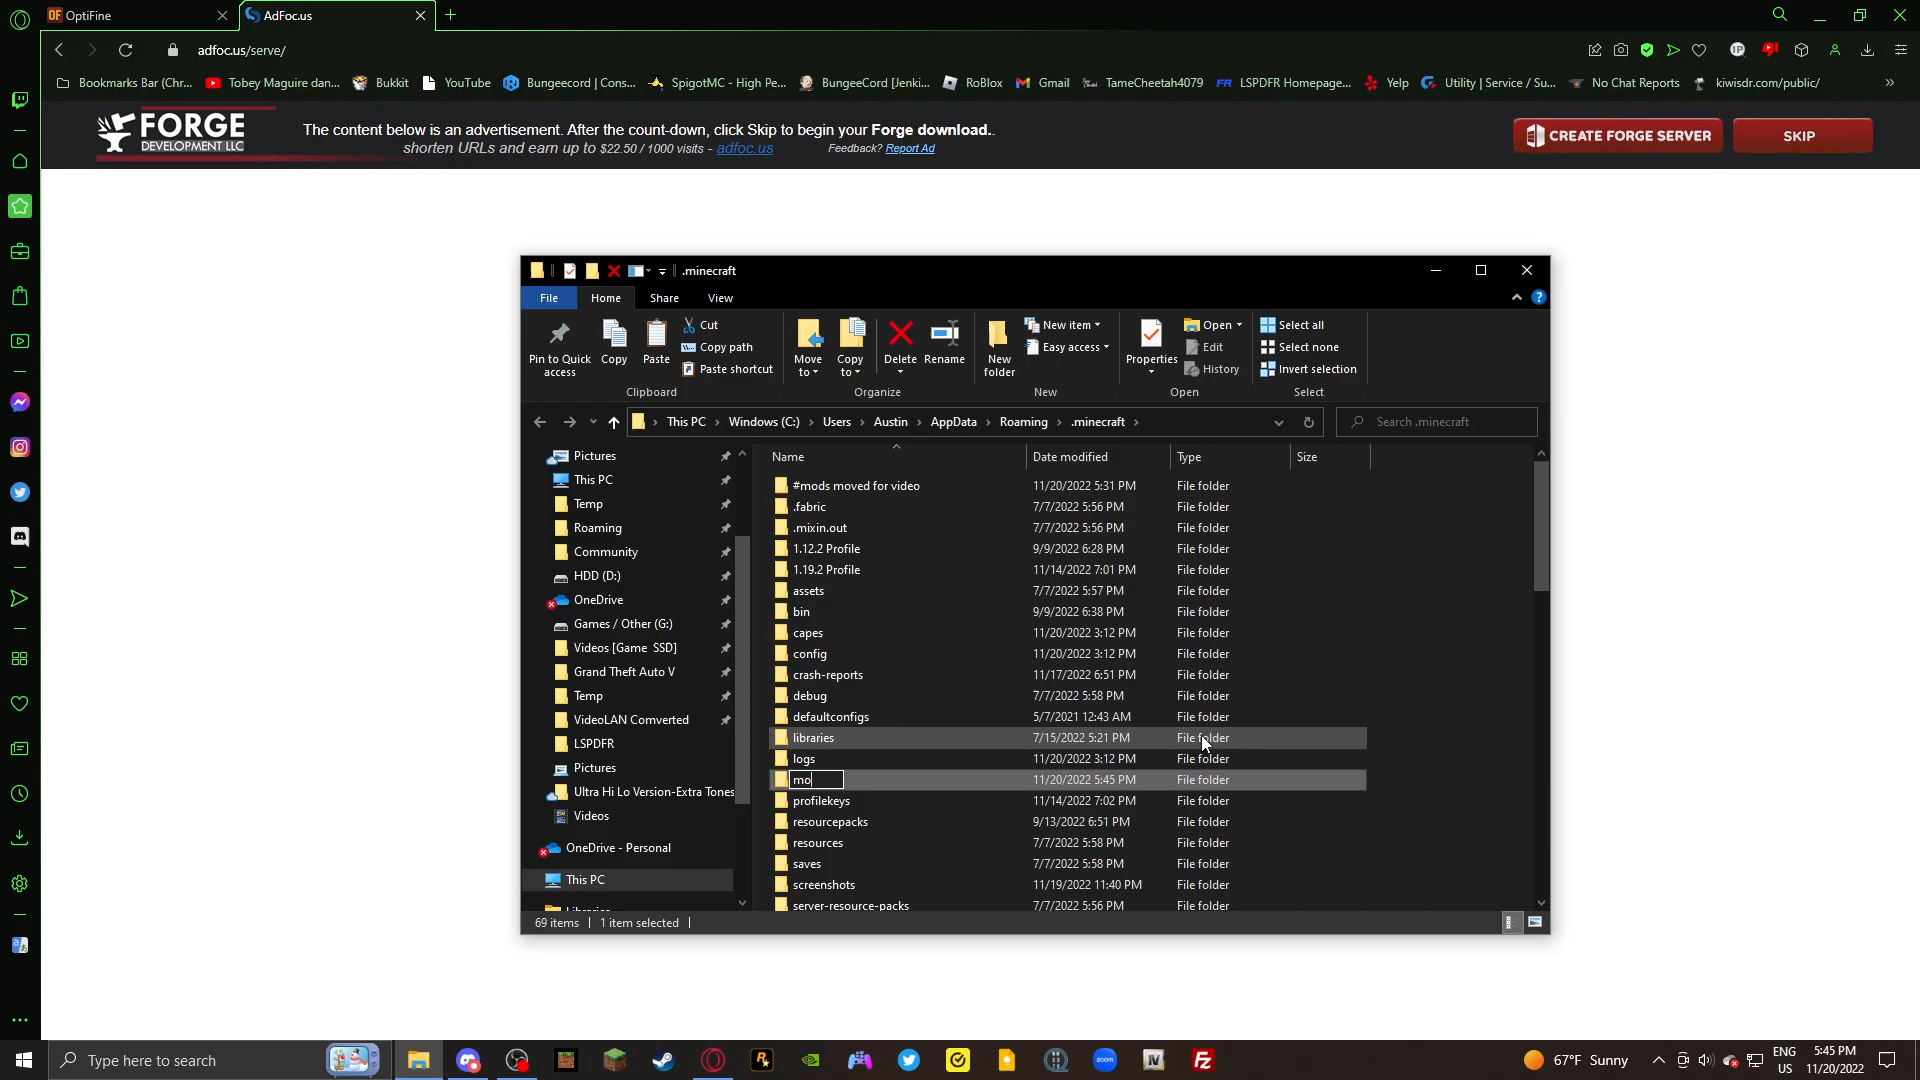 OptiFine
AdFoc.us
adfoc.us/serve/
Bookmarks Bar (Chr...
Tobey Maguire dan...
Bukkit
YouTube
Bungeecord | Cons...
SpigotMC - High Pe...
BungeeCord [Jenki...
RoBlox
Gmail
TameCheetah4079
LSPDFR Homepage...
Yelp
Utility | Service / Su...
No Chat Reports
kiwisdr.com/public/
FORGE
DEVELOPMENT LLC
The content below is an advertisement. After the count-down, click Skip to begin your Forge download..
shorten URLs and earn up to $22.50 / 1000 visits - adfoc.us
Feedback? Report Ad
CREATE FORGE SERVER
SKIP
.minecraft
File
Home
Share
View
Pin to Quick access
Copy
Paste
Cut
Copy path
Paste shortcut
Clipboard
Move to
Copy to
Delete
Rename
Organize
New folder
New item
Easy access
New
Properties
Open
Edit
History
Open
Select all
Select none
Invert selection
Select
This PC > Windows (C:) > Users > Austin > AppData > Roaming > .minecraft >
Search .minecraft
Pictures
This PC
Temp
Roaming
Community
HDD (D:)
OneDrive
Games / Other (G:)
Videos [Game SSD]
Grand Theft Auto V
Temp
VideoLAN Comverted
LSPDFR
Pictures
Ultra Hi Lo Version-Extra Tones
Videos
OneDrive - Personal
This PC
Libraries
Name Date modified Type Size
#mods moved for video 11/20/2022 5:31 PM File folder
.fabric 7/7/2022 5:56 PM File folder
.mixin.out 7/7/2022 5:56 PM File folder
1.12.2 Profile 9/9/2022 6:28 PM File folder
1.19.2 Profile 11/14/2022 7:01 PM File folder
assets 7/7/2022 5:57 PM File folder
bin 9/9/2022 6:38 PM File folder
capes 11/20/2022 3:12 PM File folder
config 11/20/2022 3:12 PM File folder
crash-reports 11/17/2022 6:51 PM File folder
debug 7/7/2022 5:58 PM File folder
defaultconfigs 5/7/2021 12:43 AM File folder
libraries 7/15/2022 5:21 PM File folder
logs 11/20/2022 3:12 PM File folder
mo 11/20/2022 5:45 PM File folder
profilekeys 11/14/2022 7:02 PM File folder
resourcepacks 9/13/2022 6:51 PM File folder
resources 7/7/2022 5:58 PM File folder
saves 7/7/2022 5:58 PM File folder
screenshots 11/19/2022 11:40 PM File folder
server-resource-packs 7/7/2022 5:56 PM File folder
69 items
1 item selected
Type here to search
67°F Sunny
ENG
US
5:45 PM
11/20/2022